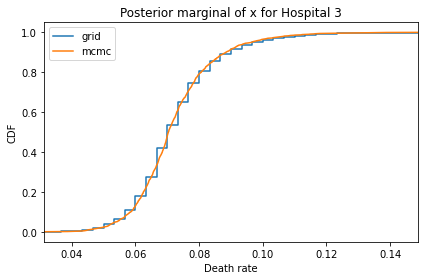 Posterior marginal of x for Hospital 3
grid
mcmc
CDF
1.0
0.8
0.6
0.4
0.2
0.0
0.04 0.06 0.08 0.10 0.12 0.14
Death rate